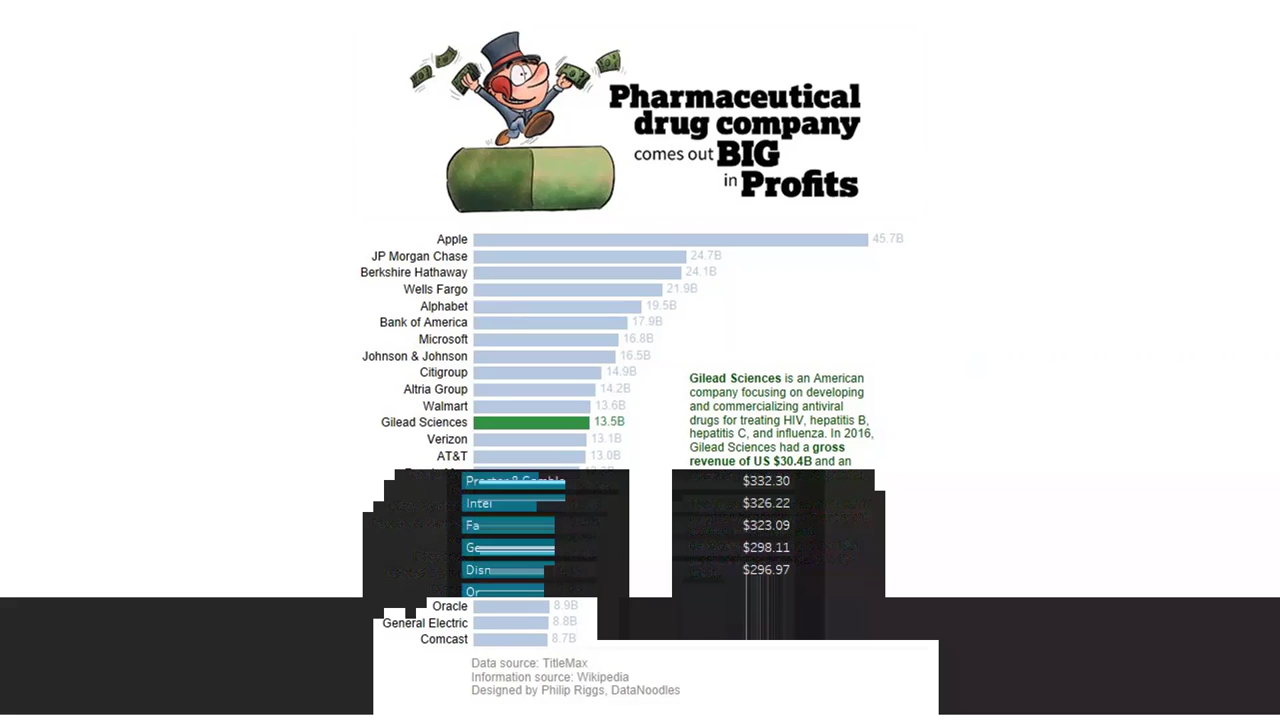 Pharmaceutical
drug company
comes out BIG
in Profits
Apple 45.7B
JP Morgan Chase 24.7B
Berkshire Hathaway 24.1B
Wells Fargo 21.9B
Alphabet 19.5B
Bank of America 17.9B
Microsoft 16.8B
Johnson & Johnson 16.5B
Citigroup 14.9B
Altria Group 14.2B
Walmart 13.6B
Gilead Sciences 13.5B
Verizon 13.1B
AT&T 13.0B
Gilead Sciences is an American
company focusing on developing
and commercializing antiviral
drugs for treating HIV, hepatitis B,
hepatitis C, and influenza. In 2016,
Gilead Sciences had a gross
revenue of US $30.4B and an
$332.30
Intel $326.22
Fa $323.09
Ge $298.11
Disn $296.97
Or
Oracle 8.9B
General Electric 8.8B
Comcast 8.7B
Data source: TitleMax
Information source: Wikipedia
Designed by Philip Riggs, DataNoodles